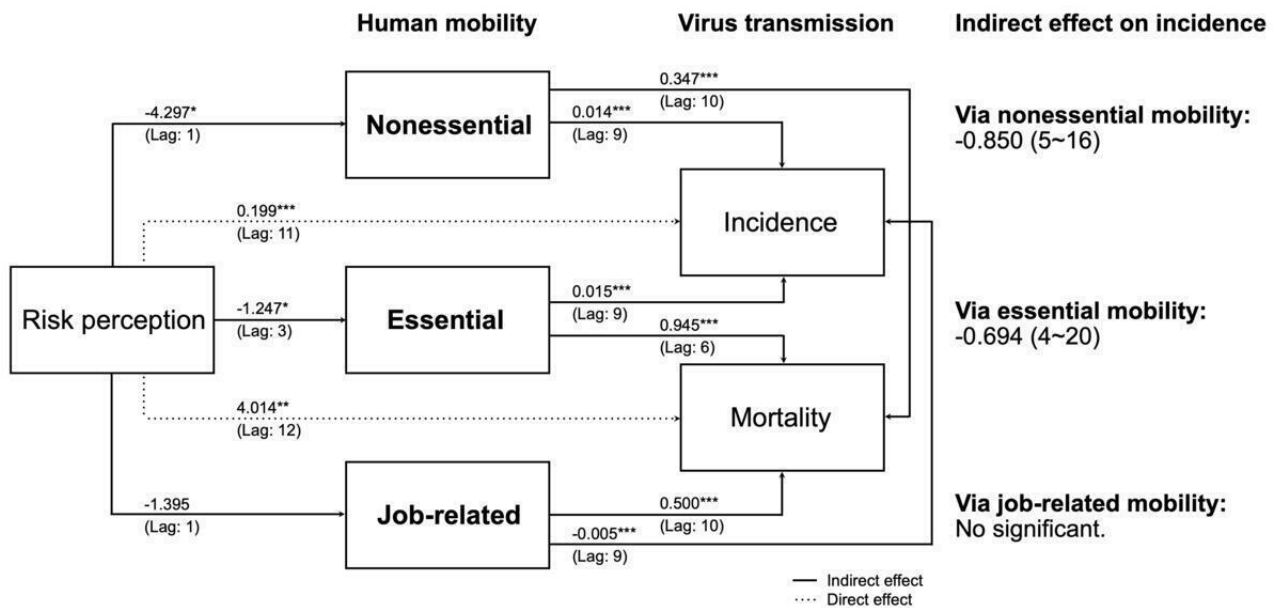 Human mobility
Virus transmission
Indirect effect on incidence
0.347***
(Lag: 10)
-4.297*
(Lag: 1)
Nonessential
0.014***
(Lag: 9)
Via nonessential mobility:
-0.850 (5~16)
0.199***
(Lag: 11)
Incidence
Risk perception
-1.247*
(Lag: 3)
Essential
0.015***
(Lag: 9)
0.945***
(Lag: 6)
Via essential mobility:
-0.694 (4~20)
4.014**
(Lag: 12)
Mortality
-1.395
(Lag: 1)
Job-related
0.500***
(Lag: 10)
-0.005***
(Lag: 9)
Via job-related mobility:
No significant.
Indirect effect
Direct effect